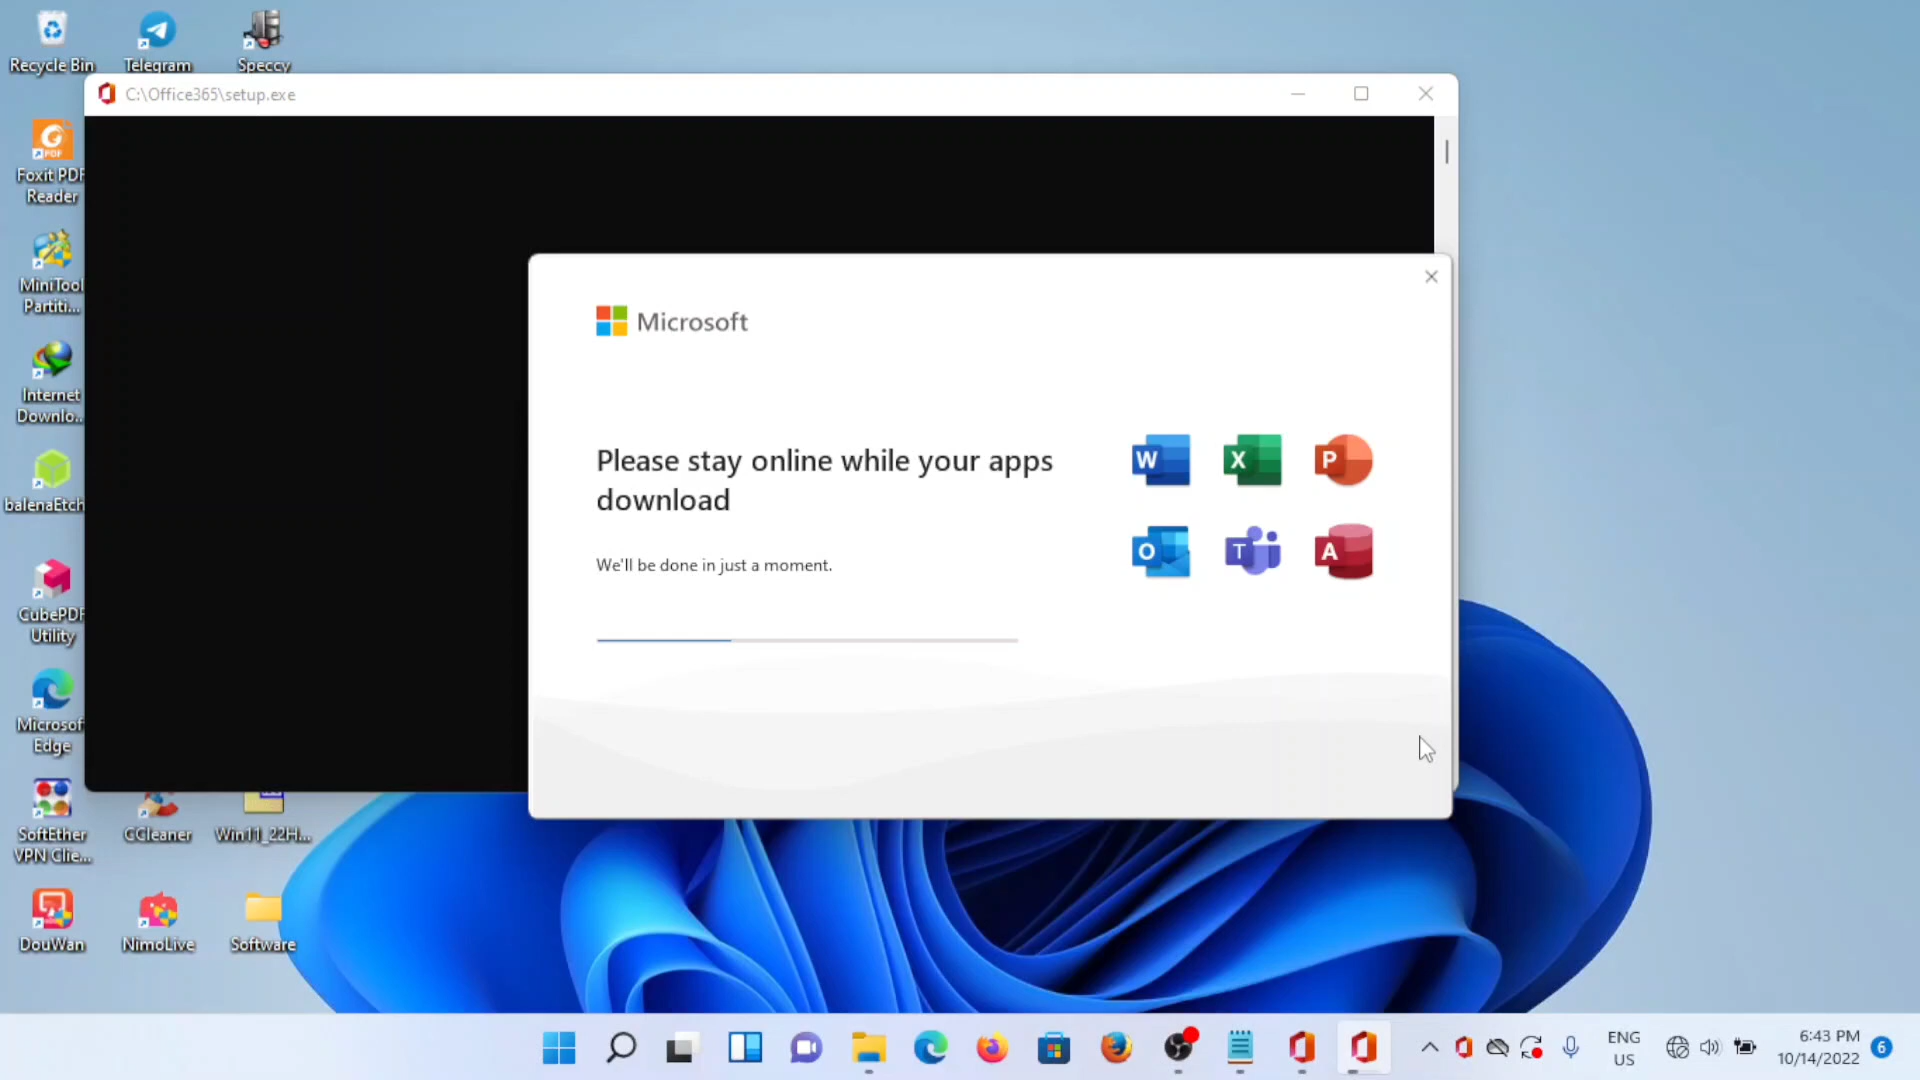 Recycle Bin
Telegram
Speccy
C:\Office365\setup.exe
Foxit PDF
Reader
MiniTool
Partiti...
Internet
Downlo...
balenaEtch
CubePDF
Utility
Microsof
Edge
SoftEther
VPN Clie...
CCleaner
Win11_22H...
DouWan
NimoLive
Software
Microsoft
Please stay online while your apps
download
We'll be done in just a moment.
W
X
P
O
T
A
ENG
US
6:43 PM
10/14/2022
6